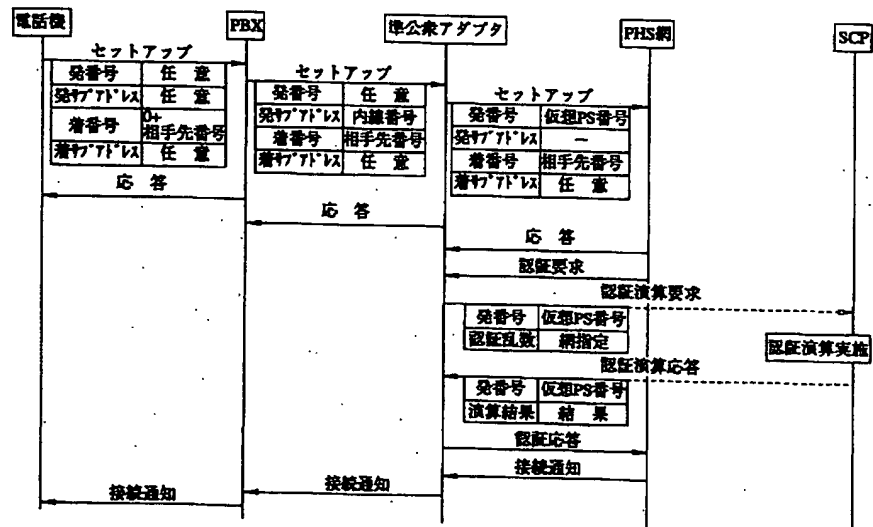 電話機
PBX
準公衆アダプタ
PHS網
SCP
セットアップ
発番号 任意
発サブアドレス 任意
着番号 0+相手先番号
着サブアドレス 任意
セットアップ
発番号 任意
発サブアドレス 内線番号
着番号 相手先番号
着サブアドレス 任意
セットアップ
発番号 仮想PS番号
発サブアドレス −
着番号 相手先番号
着サブアドレス 任意
応答
応答
応答
認証要求
認証演算要求
発番号 仮想PS番号
認証乱数 網指定
認証演算実施
認証演算応答
発番号 仮想PS番号
演算結果 結果
認証応答
接続通知
接続通知
接続通知